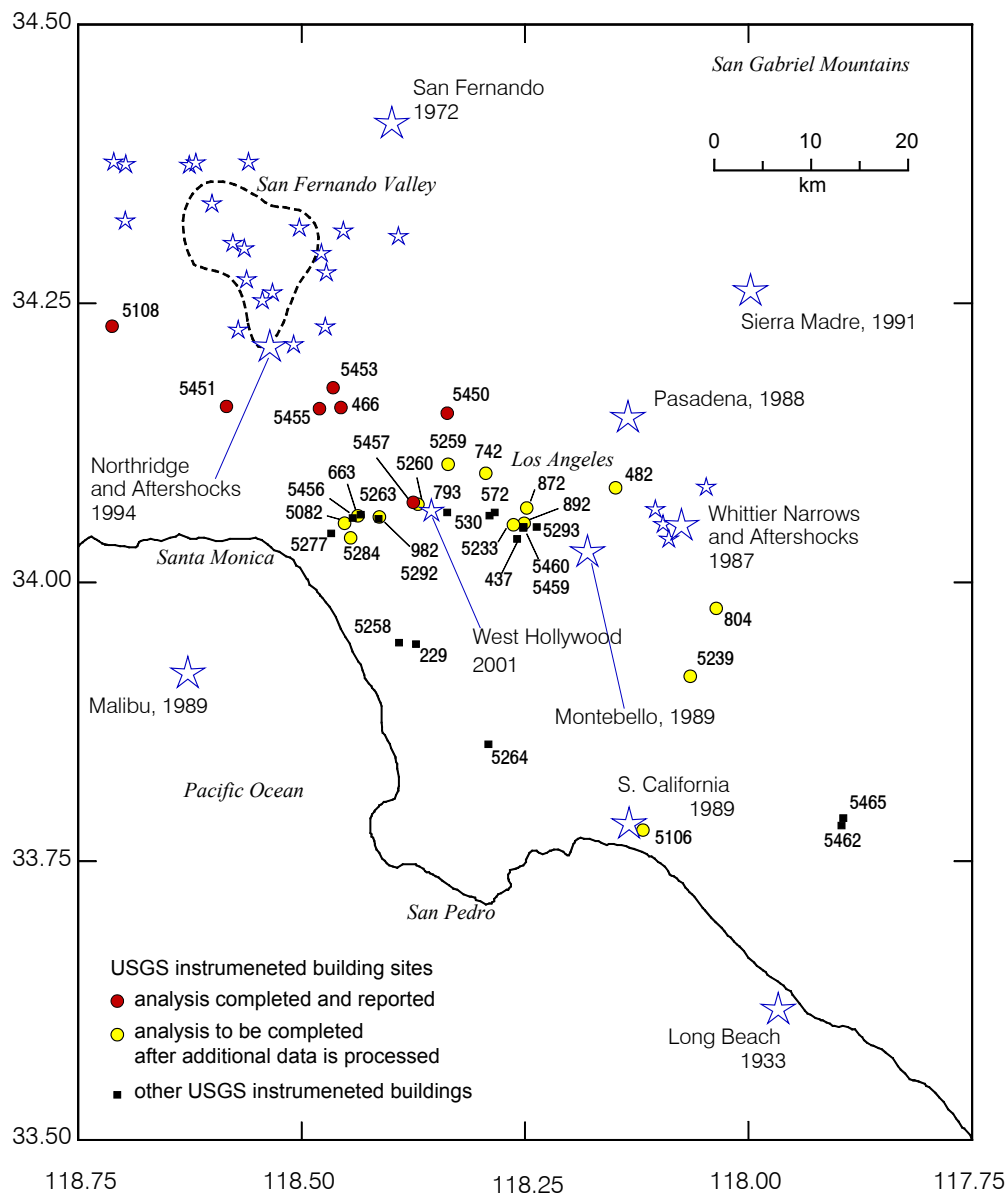 34.50
San Gabriel Mountains
San Fernando
1972
0 10 20
km
San Fernando Valley
34.25
5108
Sierra Madre, 1991
5453
5451
5455
466
5450
Pasadena, 1988
5457
5259
742
Northridge
and Aftershocks
1994
663
5260
Los Angeles
482
5456
5263
793
572
872
5082
892
530
5293
Whittier Narrows
and Aftershocks
1987
5277
5284
982
5292
5233
Santa Monica
437
5460
5459
34.00
804
5258
229
West Hollywood
2001
5239
Malibu, 1989
Montebello, 1989
5264
Pacific Ocean
S. California
1989
5106
5465
5462
33.75
San Pedro
USGS instrumeneted building sites
analysis completed and reported
analysis to be completed
after additional data is processed
other USGS instrumeneted buildings
Long Beach
1933
33.50
118.75 118.50 118.25 118.00 117.75